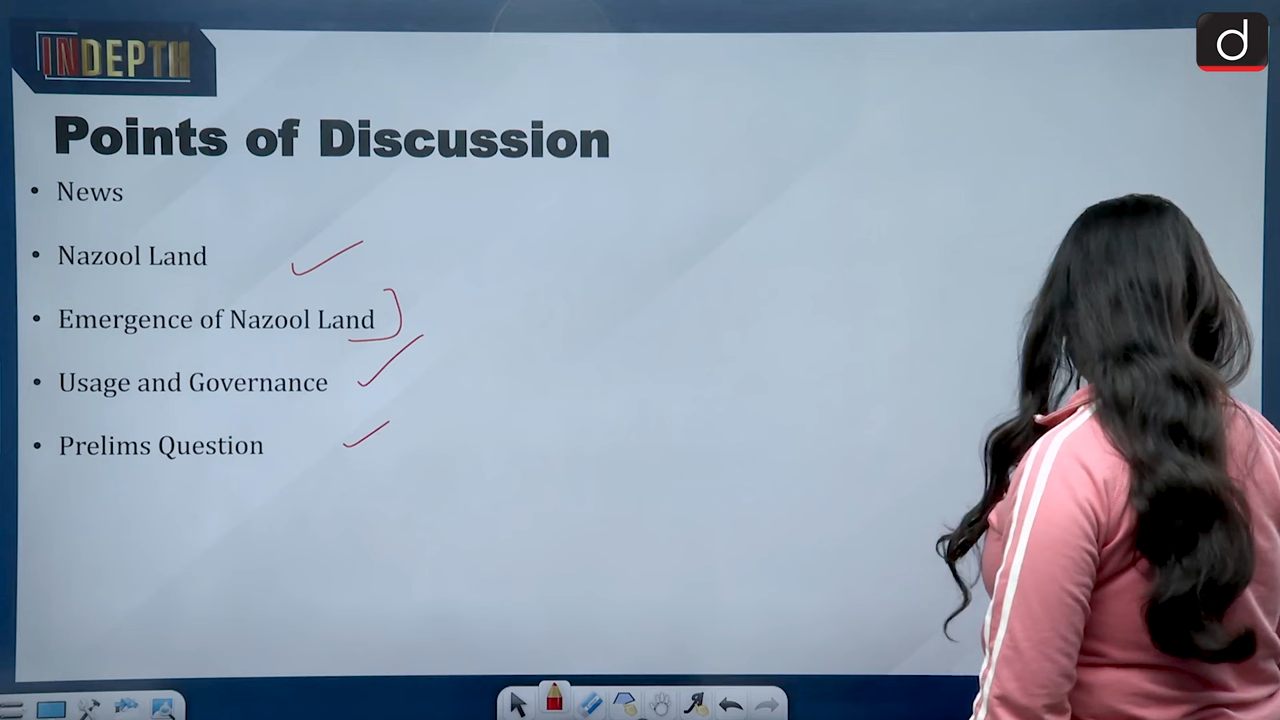 INDEPTH
d
Points of Discussion
• News
• Nazool Land
• Emergence of Nazool Land
• Usage and Governance
• Prelims Question